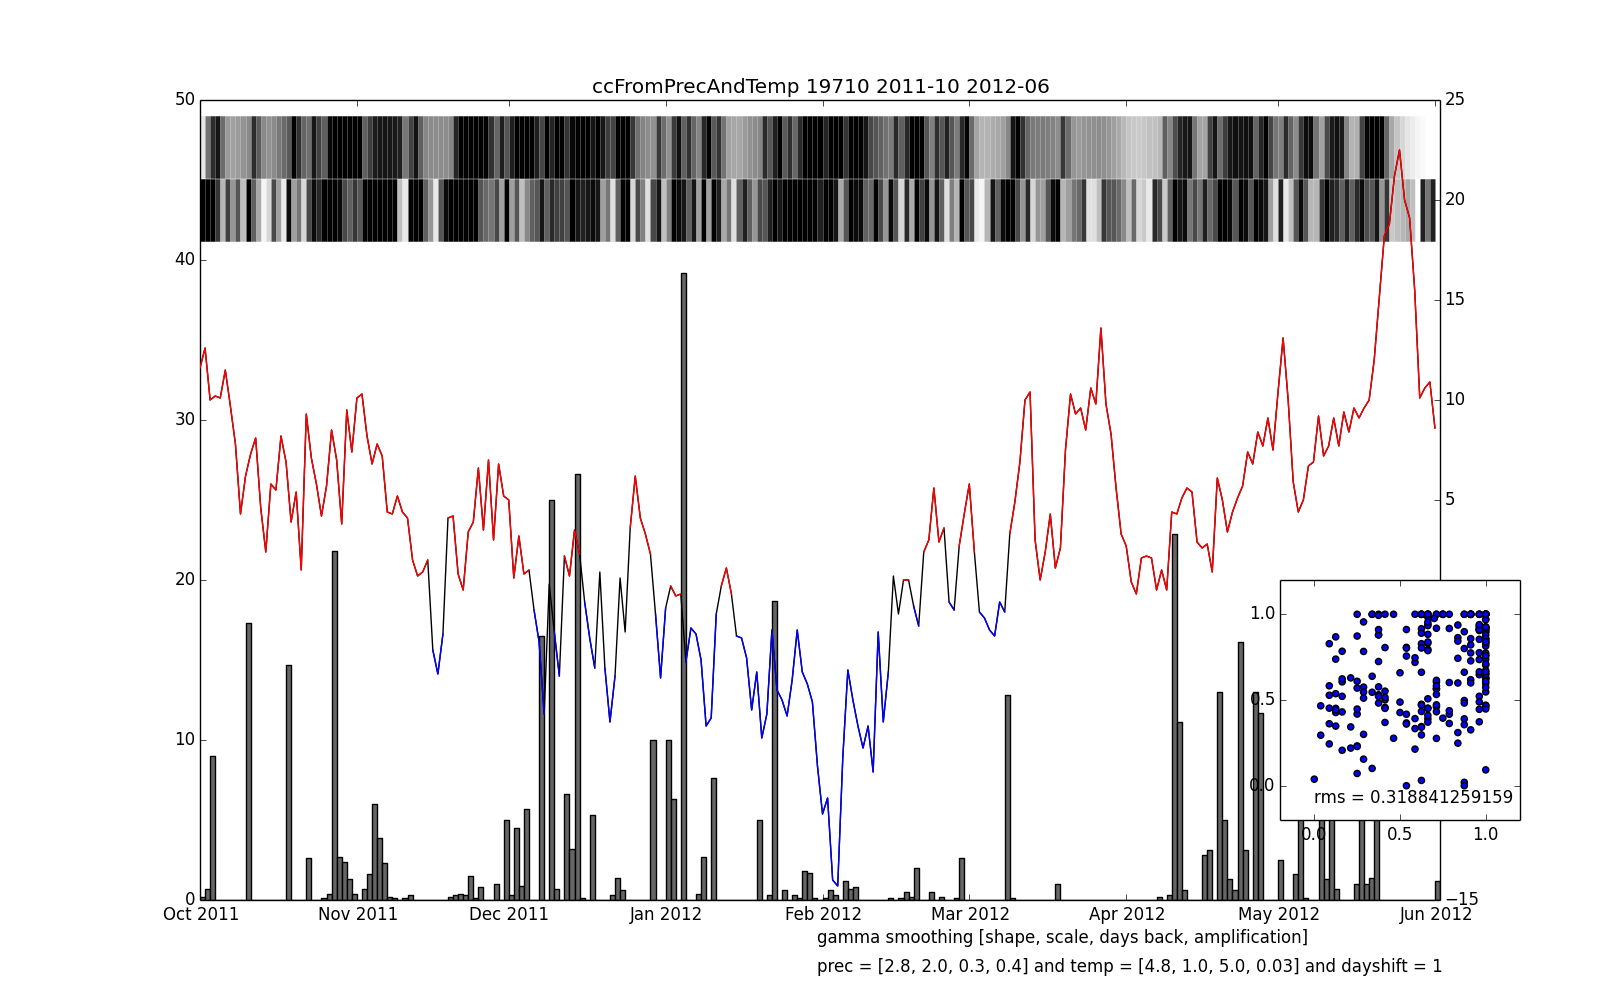 ccFromPrecAndTemp 19710 2011-10 2012-06
50
40
30
20
10
0
25
20
15
10
5
−15
1.0
0.5
0.0
rms = 0.318841259159
0.0 0.5 1.0
Oct 2011 Nov 2011 Dec 2011 Jan 2012 Feb 2012 Mar 2012 Apr 2012 May 2012 Jun 2012
gamma smoothing [shape, scale, days back, amplification]
prec = [2.8, 2.0, 0.3, 0.4] and temp = [4.8, 1.0, 5.0, 0.03] and dayshift = 1